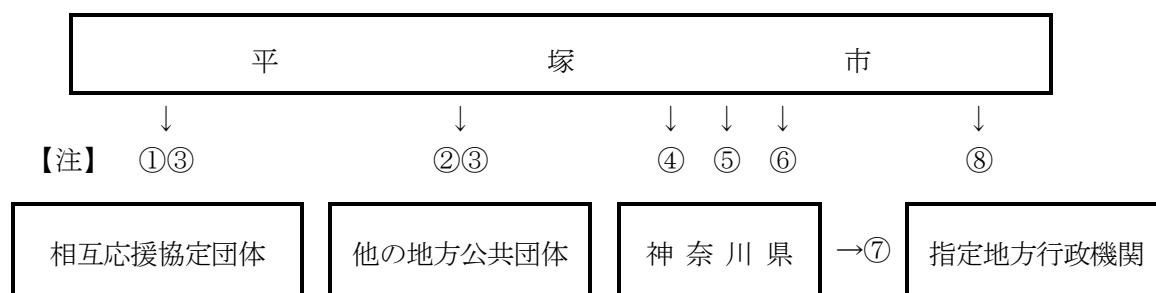 平塚市
↓ ↓ ↓ ↓ ↓ ↓
【注】 ①③ ②③ ④ ⑤ ⑥ ⑧
相互応援協定団体 他の地方公共団体 神奈川県 →⑦ 指定地方行政機関